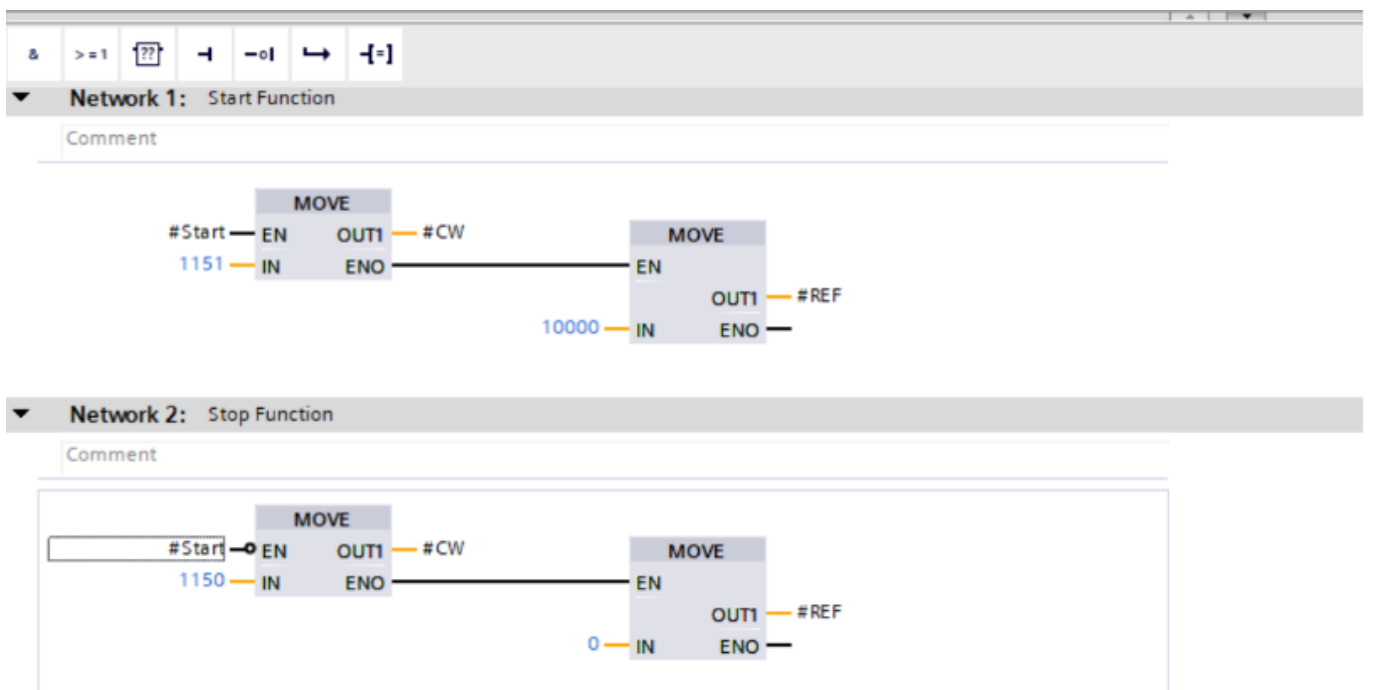 & >=1 ??  -o| -[=]
Network 1: Start Function
Comment
MOVE
#Start EN OUT1 #CW MOVE
1151 IN ENO EN
OUT1 #REF
10000 IN ENO
Network 2: Stop Function
Comment
MOVE
#Start EN OUT1 #CW MOVE
1150 IN ENO EN
OUT1 #REF
0 IN ENO